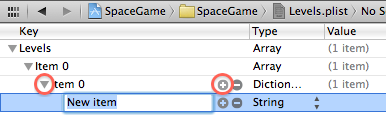 SpaceGame SpaceGame Levels.plist No S
Key Type Value
Levels Array (1 item)
Item 0 Array (1 item)
Item 0 Diction... (1 item)
New item String